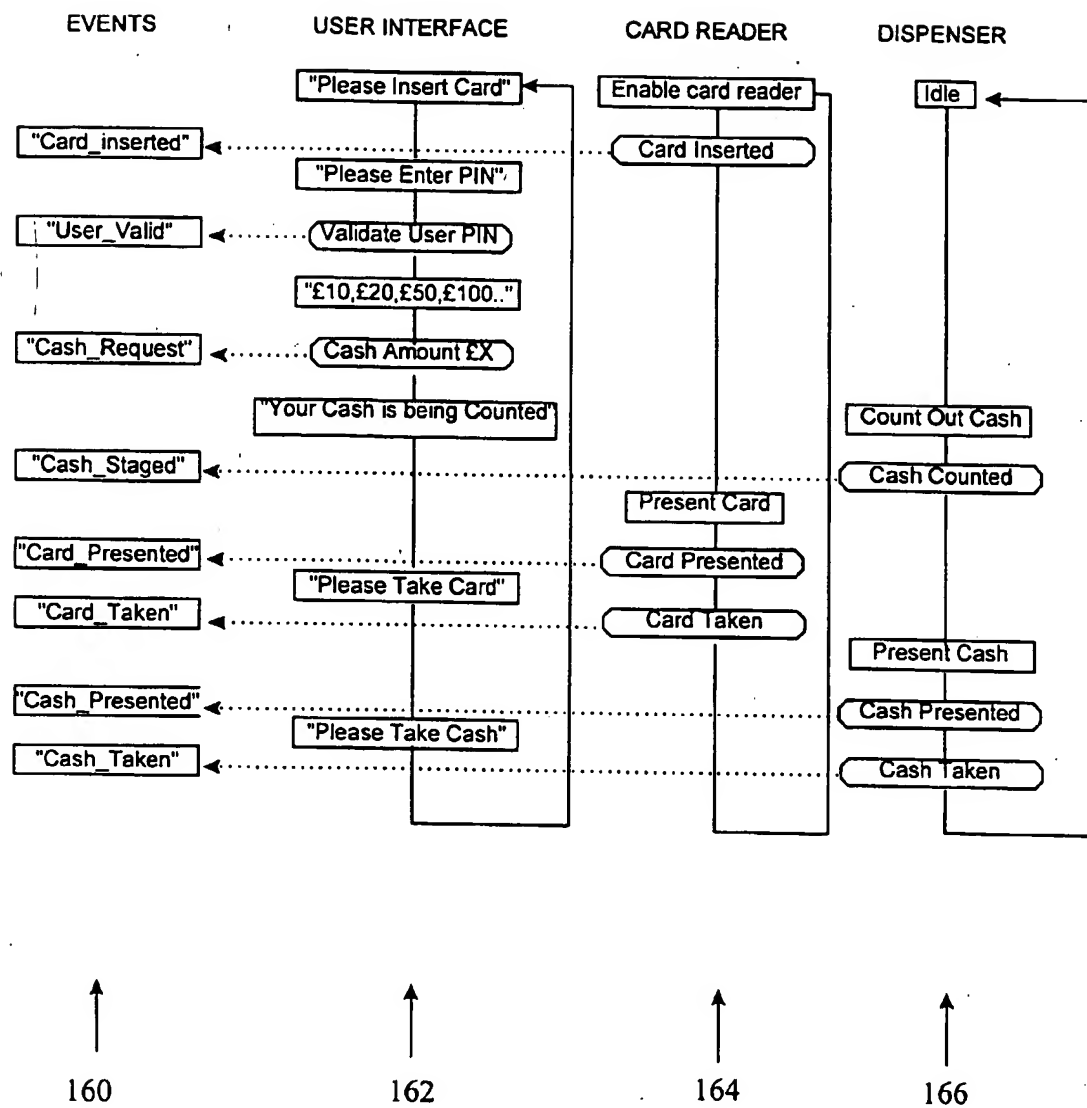 EVENTS USER INTERFACE CARD READER DISPENSER
"Please Insert Card" Enable card reader Idle
"Card_inserted" Card Inserted
"Please Enter PIN"
"User_Valid" Validate User PIN
"£10,£20,£50,£100.."
"Cash_Request" Cash Amount £X
"Your Cash is being Counted" Count Out Cash
"Cash_Staged" Cash Counted
Present Card
"Card_Presented" Card Presented
"Please Take Card"
"Card_Taken" Card Taken
Present Cash
"Cash_Presented" Cash Presented
"Please Take Cash"
"Cash_Taken" Cash Taken
160 162 164 166